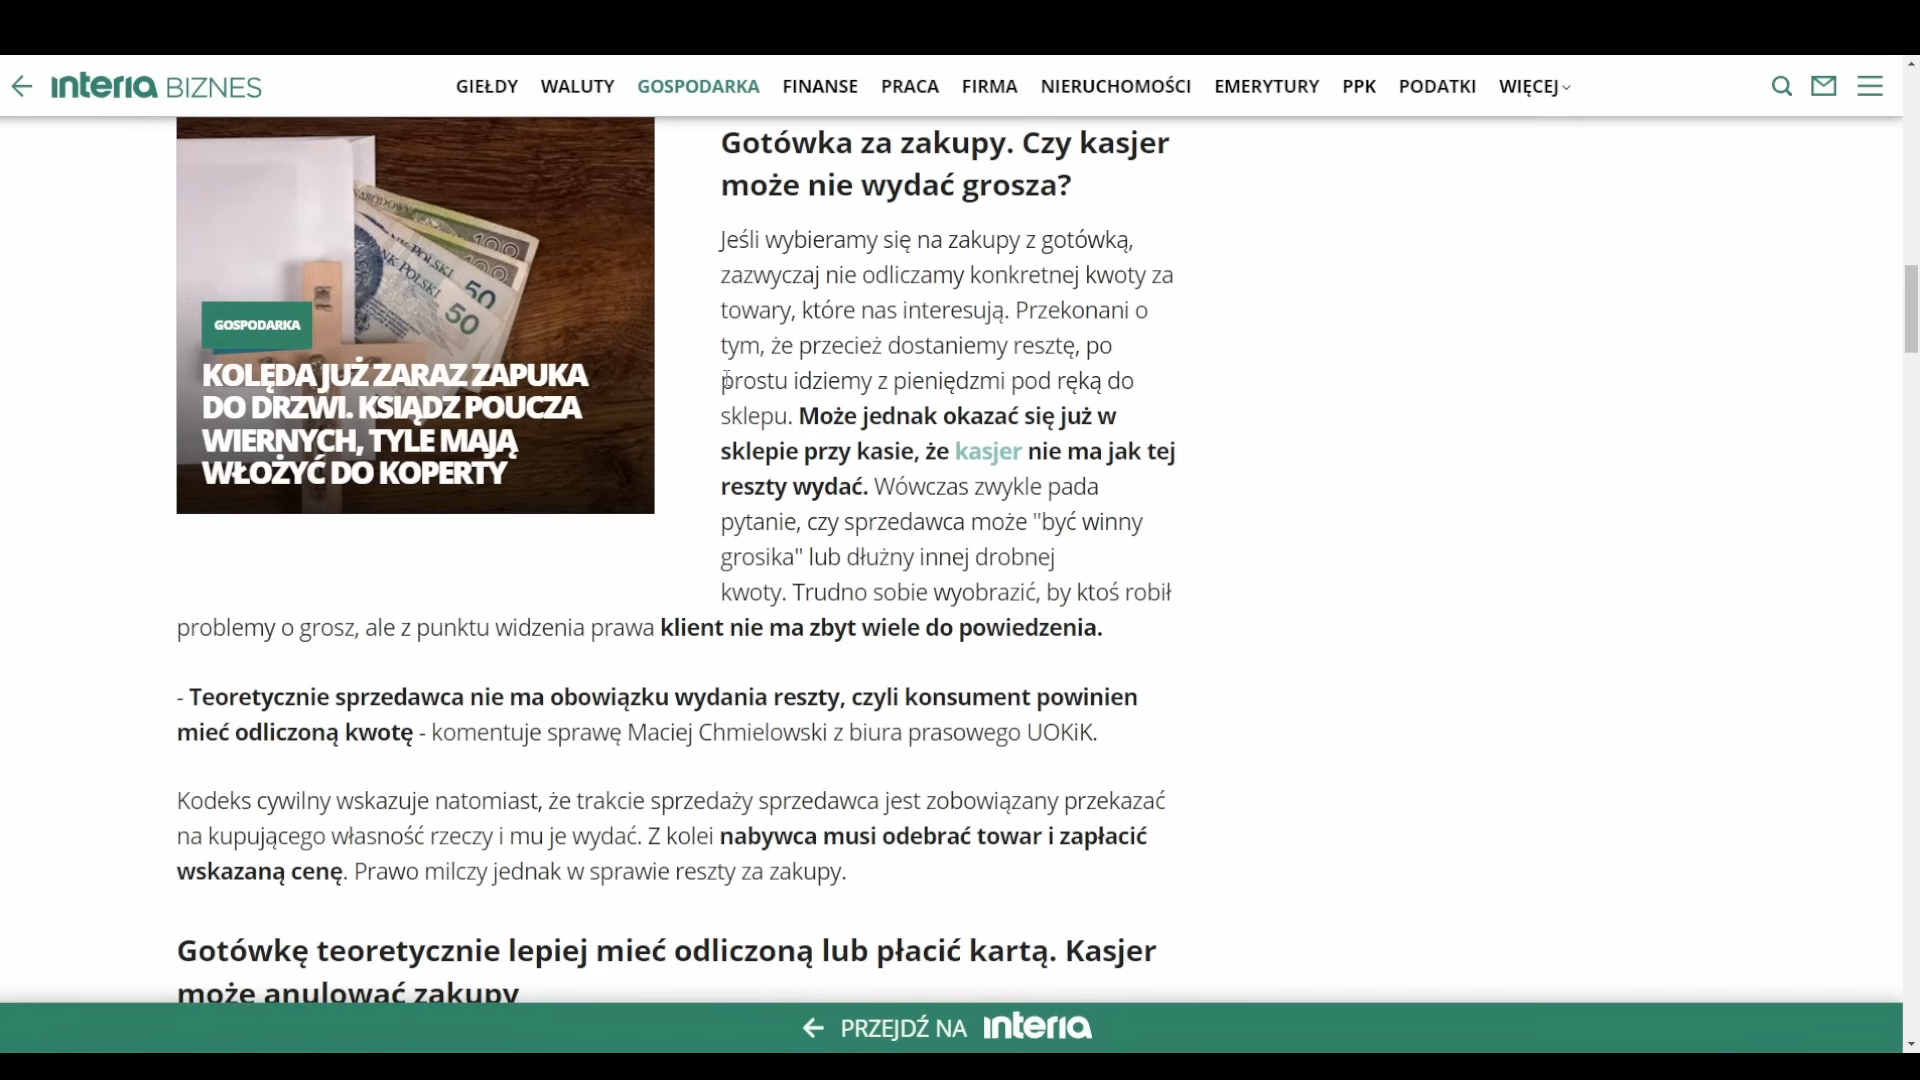 interia BIZNES
GIEŁDY WALUTY GOSPODARKA FINANSE PRACA FIRMA NIERUCHOMOŚCI EMERYTURY PPK PODATKI WIĘCEJ
GOSPODARKA
KOLĘDA JUŻ ZARAZ ZAPUKA
DO DRZWI. KSIĄDZ POUCZA
WIERNYCH, TYLE MAJĄ
WŁOŻYĆ DO KOPERTY
100
100
50
50
Gotówka za zakupy. Czy kasjer
może nie wydać grosza?
Jeśli wybieramy się na zakupy z gotówką,
zazwyczaj nie odliczamy konkretnej kwoty za
towary, które nas interesują. Przekonani o
tym, że przecież dostaniemy resztę, po
prostu idziemy z pieniędzmi pod ręką do
sklepu. Może jednak okazać się już w
sklepie przy kasie, że kasjer nie ma jak tej
reszty wydać. Wówczas zwykle pada
pytanie, czy sprzedawca może "być winny
grosika" lub dłużny innej drobnej
kwoty. Trudno sobie wyobrazić, by ktoś robił
problemy o grosz, ale z punktu widzenia prawa klient nie ma zbyt wiele do powiedzenia.
- Teoretycznie sprzedawca nie ma obowiązku wydania reszty, czyli konsument powinien
mieć odliczoną kwotę - komentuje sprawę Maciej Chmielowski z biura prasowego UOKiK.
Kodeks cywilny wskazuje natomiast, że trakcie sprzedaży sprzedawca jest zobowiązany przekazać
na kupującego własność rzeczy i mu je wydać. Z kolei nabywca musi odebrać towar i zapłacić
wskazaną cenę. Prawo milczy jednak w sprawie reszty za zakupy.
Gotówkę teoretycznie lepiej mieć odliczoną lub płacić kartą. Kasjer
może anulować zakupy
PRZEJDŹ NA interia